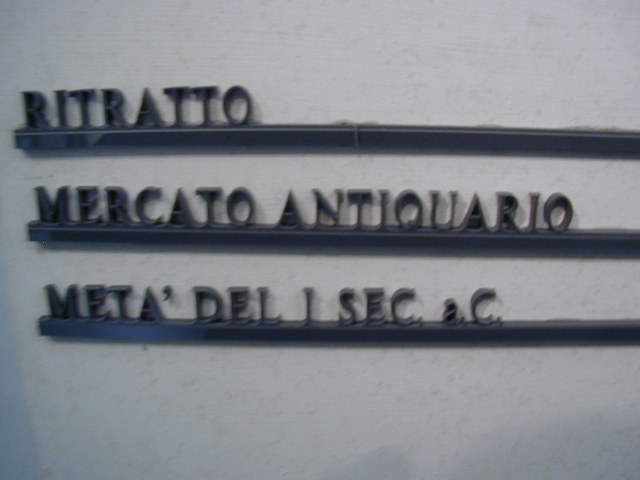 RITRATTO
MERCATO ANTIQUARIO
META' DEL I SEC. a.C.